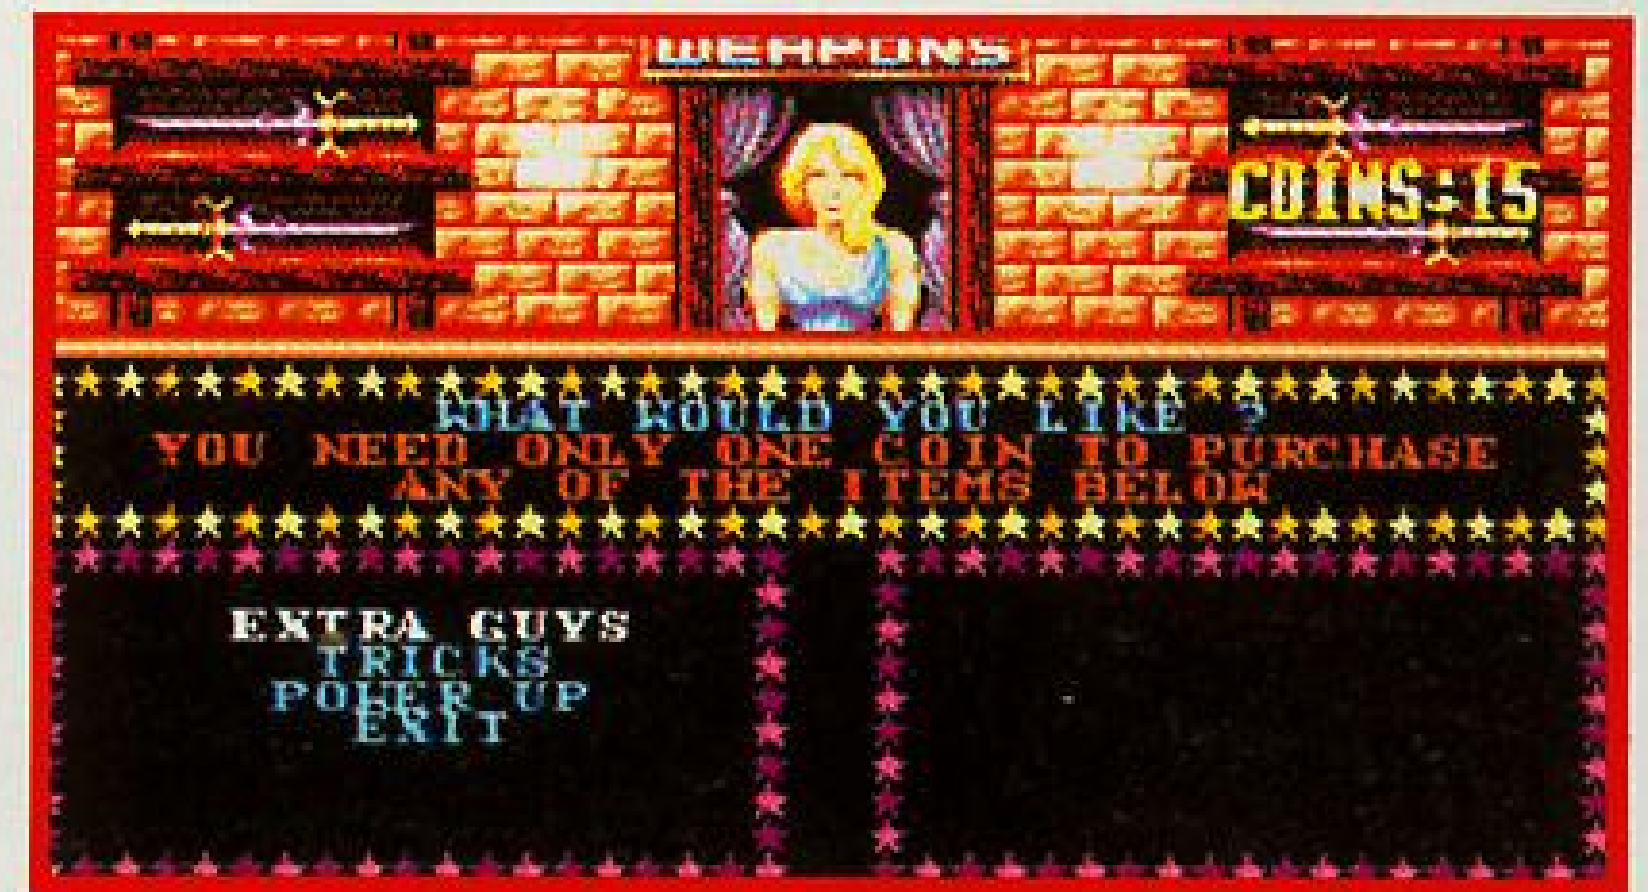 WEAPONS
COINS:15
WHAT WOULD YOU LIKE ?
YOU NEED ONLY ONE COIN TO PURCHASE
ANY OF THE ITEMS BELOW
EXTRA GUYS
TRICKS
POWER UP
EXIT